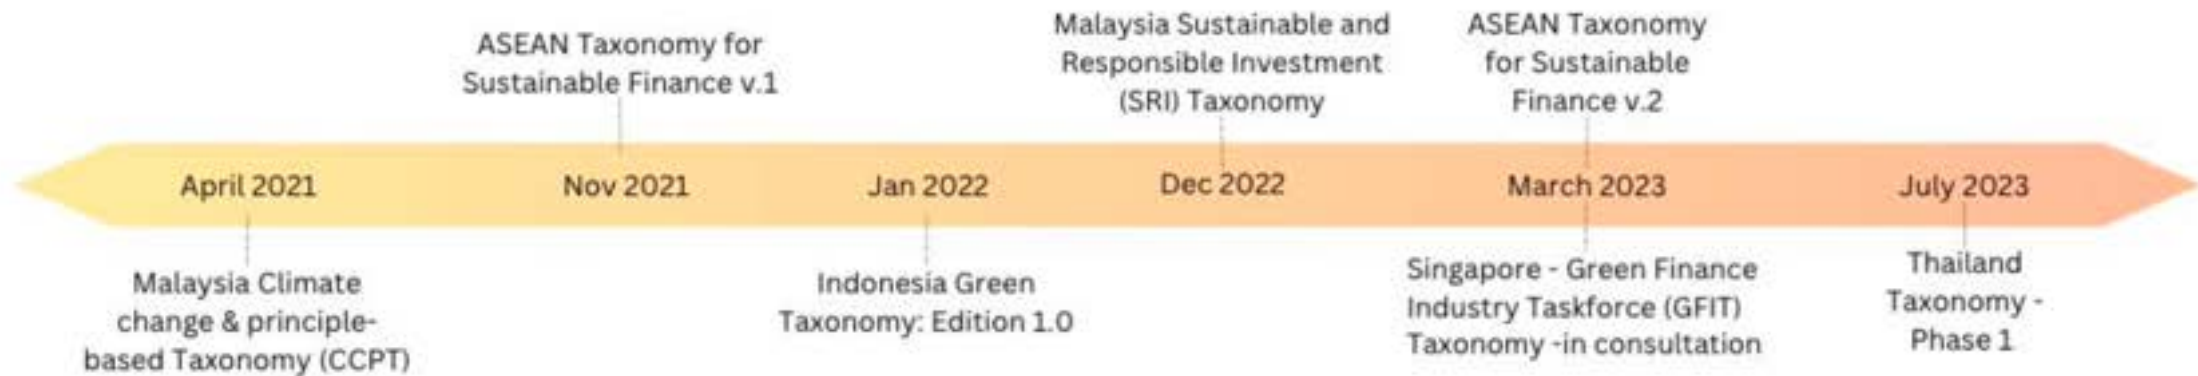 ASEAN Taxonomy for
Sustainable Finance v.1
Malaysia Sustainable and
Responsible Investment
(SRI) Taxonomy
ASEAN Taxonomy
for Sustainable
Finance v.2
April 2021
Nov 2021
Jan 2022
Dec 2022
March 2023
July 2023
Malaysia Climate
change & principle-
based Taxonomy (CCPT)
Indonesia Green
Taxonomy: Edition 1.0
Singapore - Green Finance
Industry Taskforce (GFIT)
Taxonomy -in consultation
Thailand
Taxonomy -
Phase 1